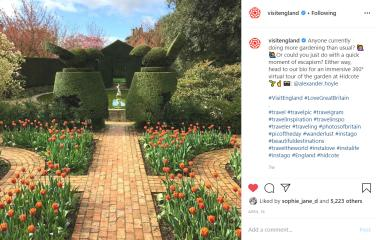 visitengland • Following
visitengland Anyone currently
doing more gardening than usual?
Or could you just do with a quick
moment of escapism? Either way,
head to our bio for an immersive 360°
virtual tour of the garden at Hidcote
@alexander.hoyle
#VisitEngland #LoveGreatBritain
#travel #travelpic #travelgram
#travelinspiration #travelinspo
#traveler #traveling #photosofbritain
#picoftheday #wanderlust #instago
#beautifuldestinations
#traveltheworld #instalove #instalife
#instago #England #hidcote
7w
Liked by sophie_jane_d and 5,223 others
APRIL 16
Add a comment...
Post